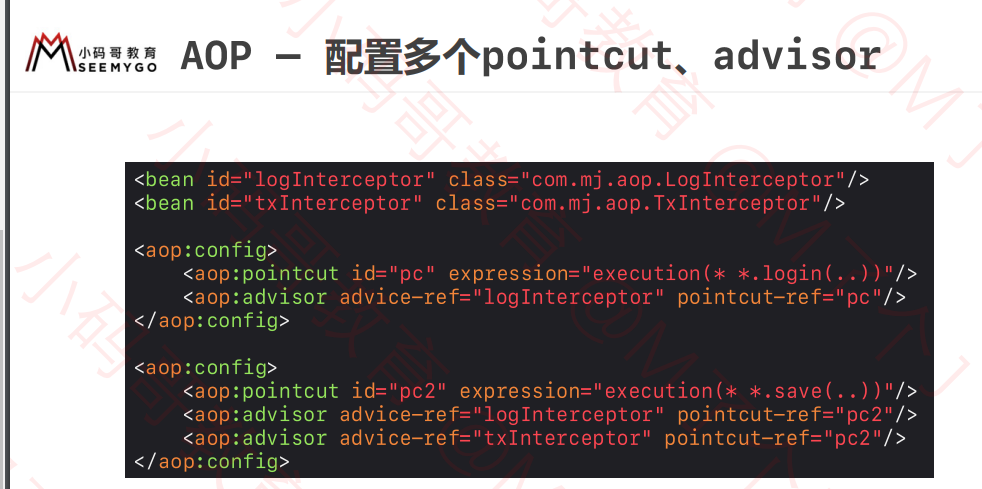 小码哥教育
SEEMYGO
AOP – 配置多个pointcut、advisor
<bean id="logInterceptor" class="com.mj.aop.LogInterceptor"/>
<bean id="txInterceptor" class="com.mj.aop.TxInterceptor"/>
<aop:config>
<aop:pointcut id="pc" expression="execution(* *.login(..))"/>
<aop:advisor advice-ref="logInterceptor" pointcut-ref="pc"/>
</aop:config>
<aop:config>
<aop:pointcut id="pc2" expression="execution(* *.save(..))"/>
<aop:advisor advice-ref="logInterceptor" pointcut-ref="pc2"/>
<aop:advisor advice-ref="txInterceptor" pointcut-ref="pc2"/>
</aop:config>